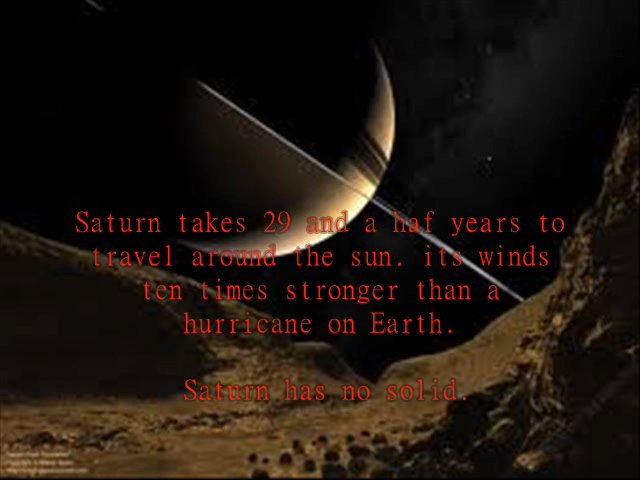 Saturn takes 29 and a haf years to
travel around the sun. its winds
ten times stronger than a
hurricane on Earth.
Saturn has no solid.